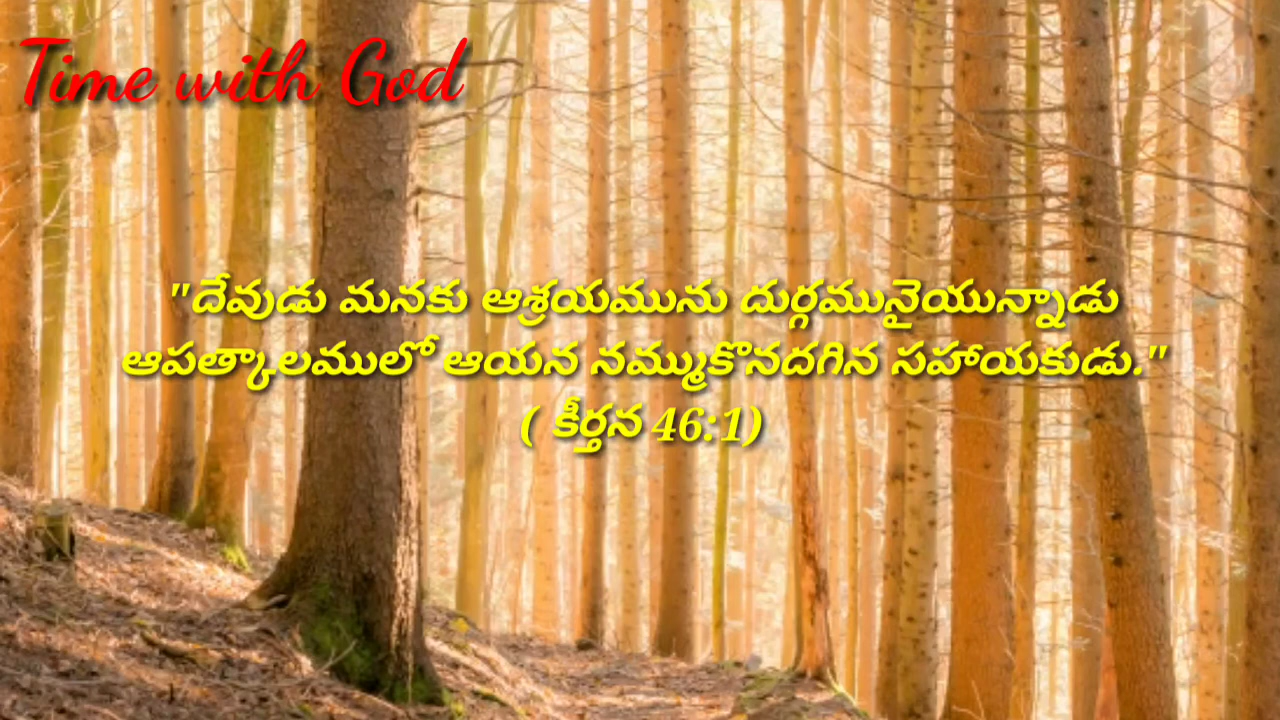 Time with God
"దేవుడు మనకు ఆశ్రయమును దుర్గమునైయున్నాడు
ఆపత్కాలములో ఆయన నమ్ముకొనదగిన సహాయకుడు."
( కీర్తన 46:1)